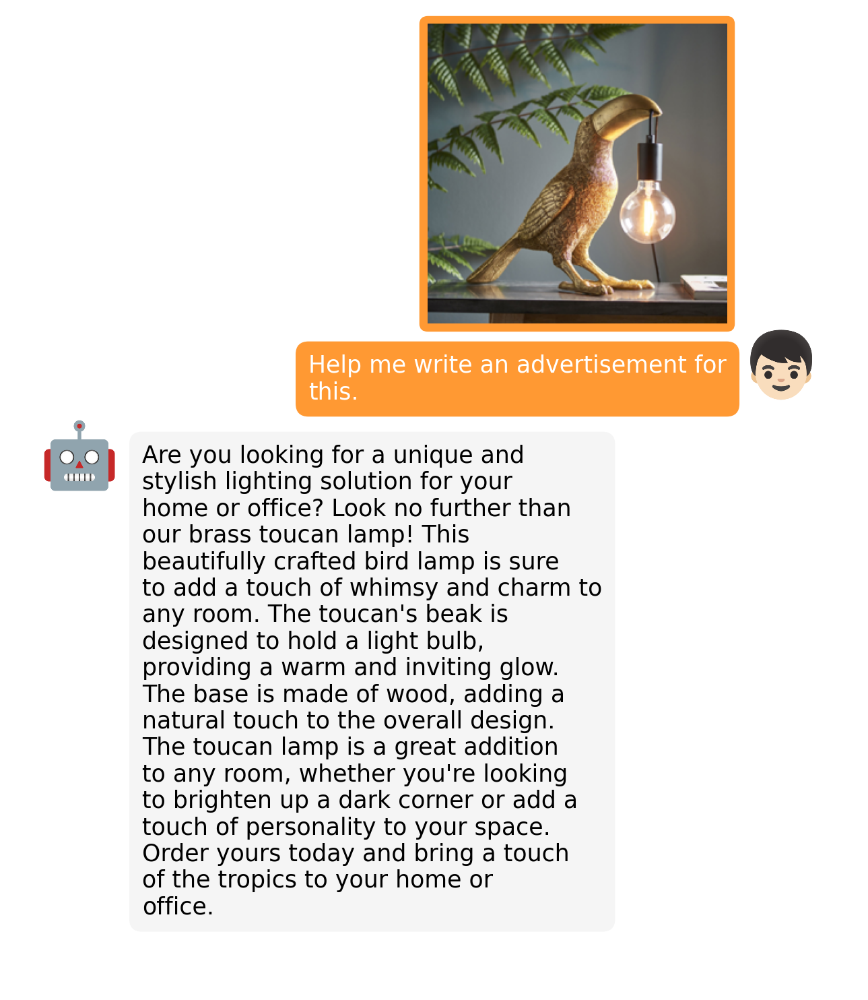 Help me write an advertisement for
this.
Are you looking for a unique and
stylish lighting solution for your
home or office? Look no further than
our brass toucan lamp! This
beautifully crafted bird lamp is sure
to add a touch of whimsy and charm to
any room. The toucan's beak is
designed to hold a light bulb,
providing a warm and inviting glow.
The base is made of wood, adding a
natural touch to the overall design.
The toucan lamp is a great addition
to any room, whether you're looking
to brighten up a dark corner or add a
touch of personality to your space.
Order yours today and bring a touch
of the tropics to your home or
office.